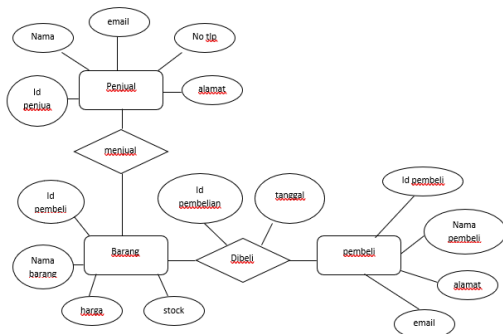 email
Nama
No tlp
Penjual
Id
penjua
alamat
menjual
Id
pembeli
Id
pembelian
tanggal
Id pembeli
Nama
pembeli
Barang
Dibeli
pembeli
Nama
barang
alamat
harga
stock
email